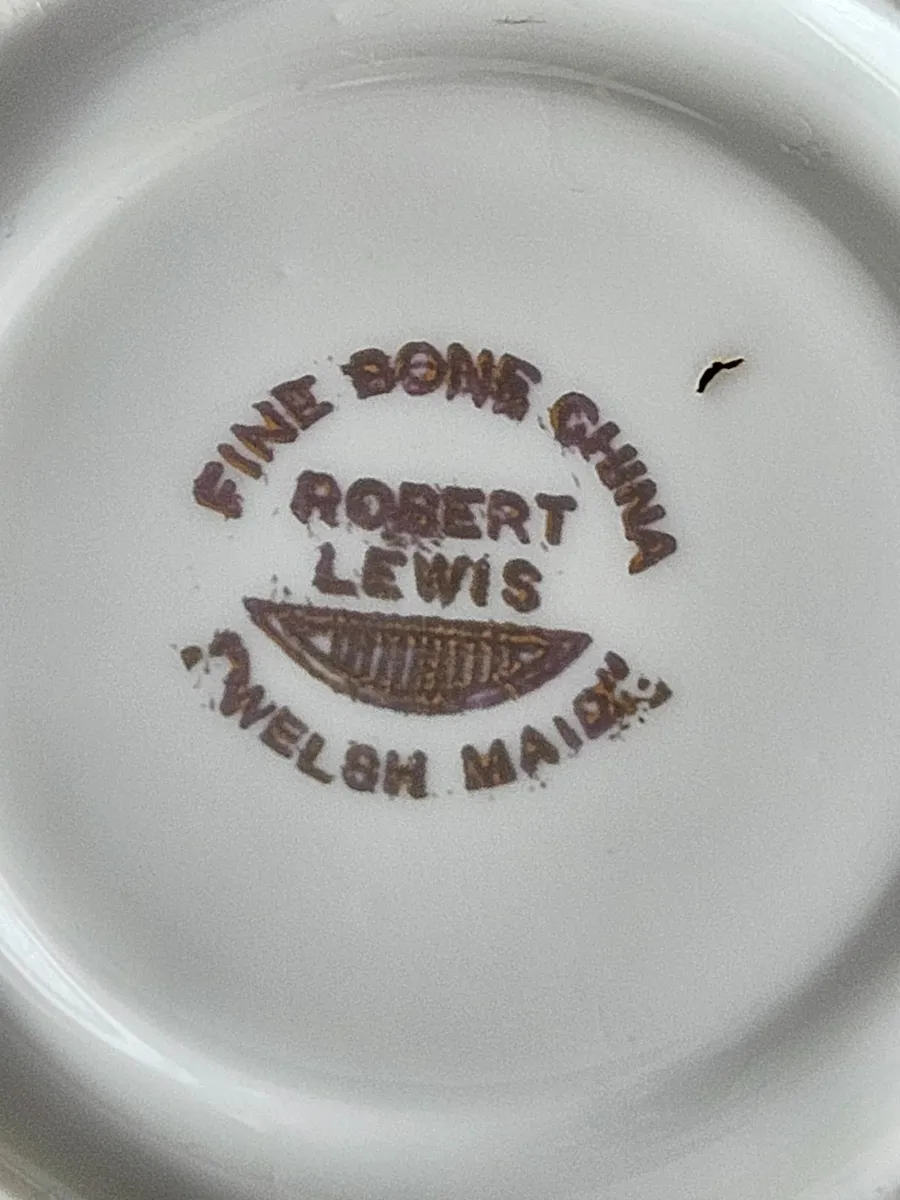 FINE BONE CHINA
ROBERT
LEWIS
"WELSH MAID"